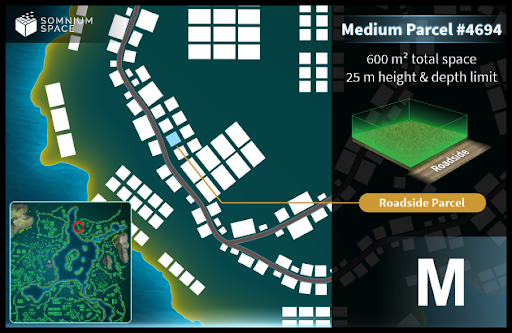 SOMNIUM
SPACE
Medium Parcel #4694
600 m² total space
25 m height & depth limit
Roadside
Roadside Parcel
M